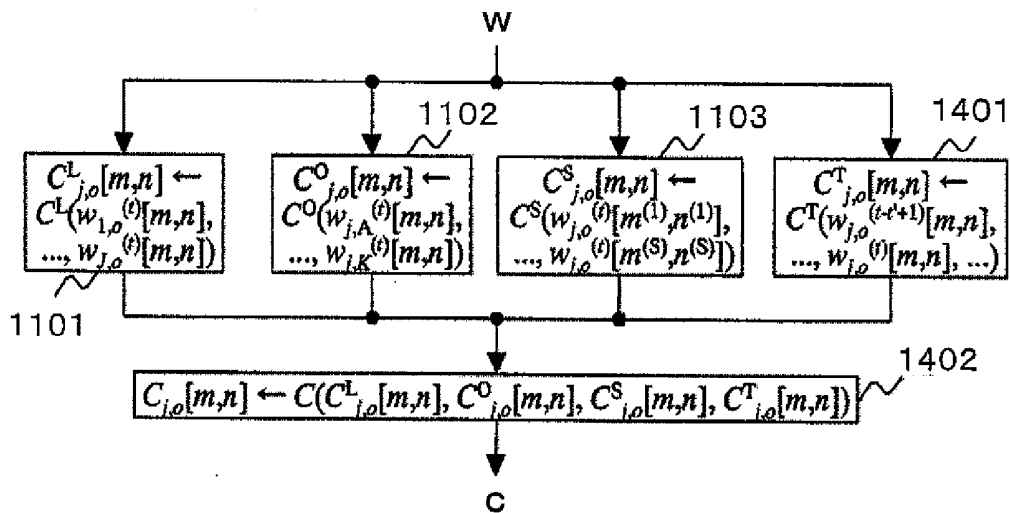 w
1102
1103
1401
C^L_{j,o}[m,n] ←
C^L(w_{1,o}^{(t)}[m,n],
..., w_{J,o}^{(t)}[m,n])
C^O_{j,o}[m,n] ←
C^O(w_{j,A}^{(t)}[m,n],
..., w_{j,K}^{(t)}[m,n])
C^S_{j,o}[m,n] ←
C^S(w_{j,o}^{(t)}[m^{(1)},n^{(1)}],
..., w_{j,o}^{(t)}[m^{(S)},n^{(S)}])
C^T_{j,o}[m,n] ←
C^T(w_{j,o}^{(t-t'+1)}[m,n],
..., w_{j,o}^{(t)}[m,n], ...)
1101
1402
C_{j,o}[m,n] ← C(C^L_{j,o}[m,n], C^O_{j,o}[m,n], C^S_{j,o}[m,n], C^T_{j,o}[m,n])
c